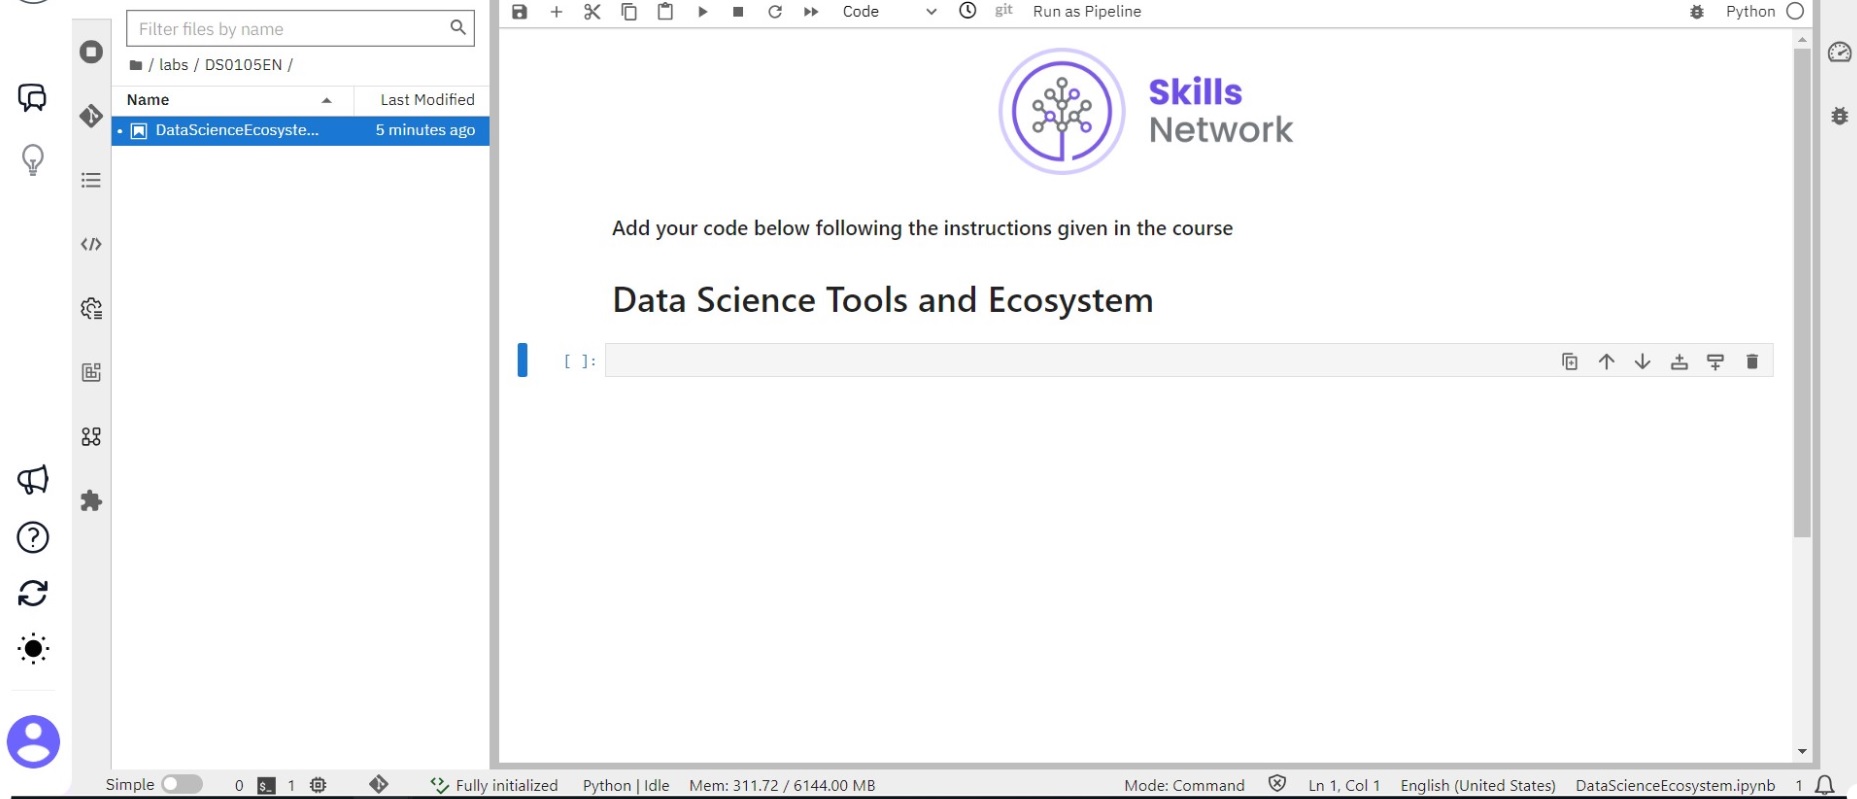 Code
git
Run as Pipeline
Python
Filter files by name
/ labs / DS0105EN /
Name
Last Modified
DataScienceEcosyste...
5 minutes ago
Skills
Network
Add your code below following the instructions given in the course
Data Science Tools and Ecosystem
[ ]:
Simple
0
$_
1
Fully initialized
Python | Idle
Mem: 311.72 / 6144.00 MB
Mode: Command
Ln 1, Col 1
English (United States)
DataScienceEcosystem.ipynb
1